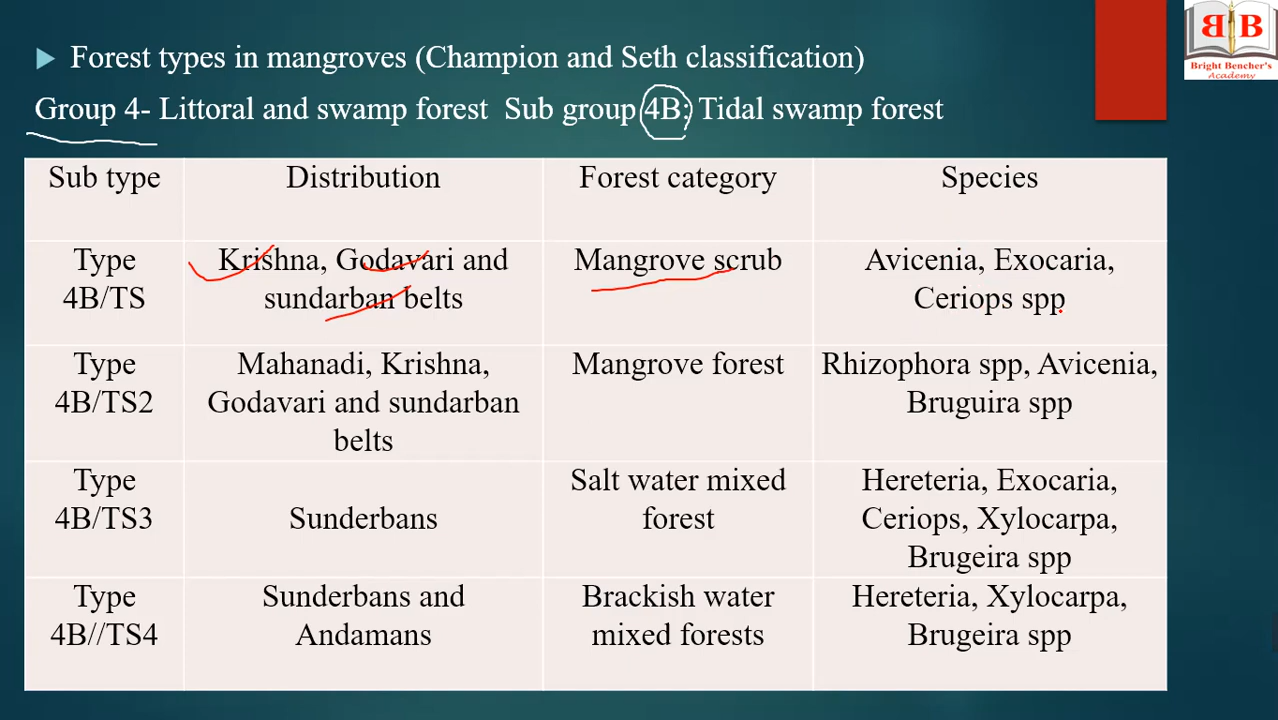 BB
Bright Bencher's
Academy
Forest types in mangroves (Champion and Seth classification)
Group 4- Littoral and swamp forest Sub group 4B: Tidal swamp forest
Sub type
Distribution
Forest category
Species
Type
4B/TS
Krishna, Godavari and
sundarban belts
Mangrove scrub
Avicenia, Exocaria,
Ceriops spp
Type
4B/TS2
Mahanadi, Krishna,
Godavari and sundarban
belts
Mangrove forest
Rhizophora spp, Avicenia,
Bruguira spp
Type
4B/TS3
Sunderbans
Salt water mixed
forest
Hereteria, Exocaria,
Ceriops, Xylocarpa,
Brugeira spp
Type
4B//TS4
Sunderbans and
Andamans
Brackish water
mixed forests
Hereteria, Xylocarpa,
Brugeira spp